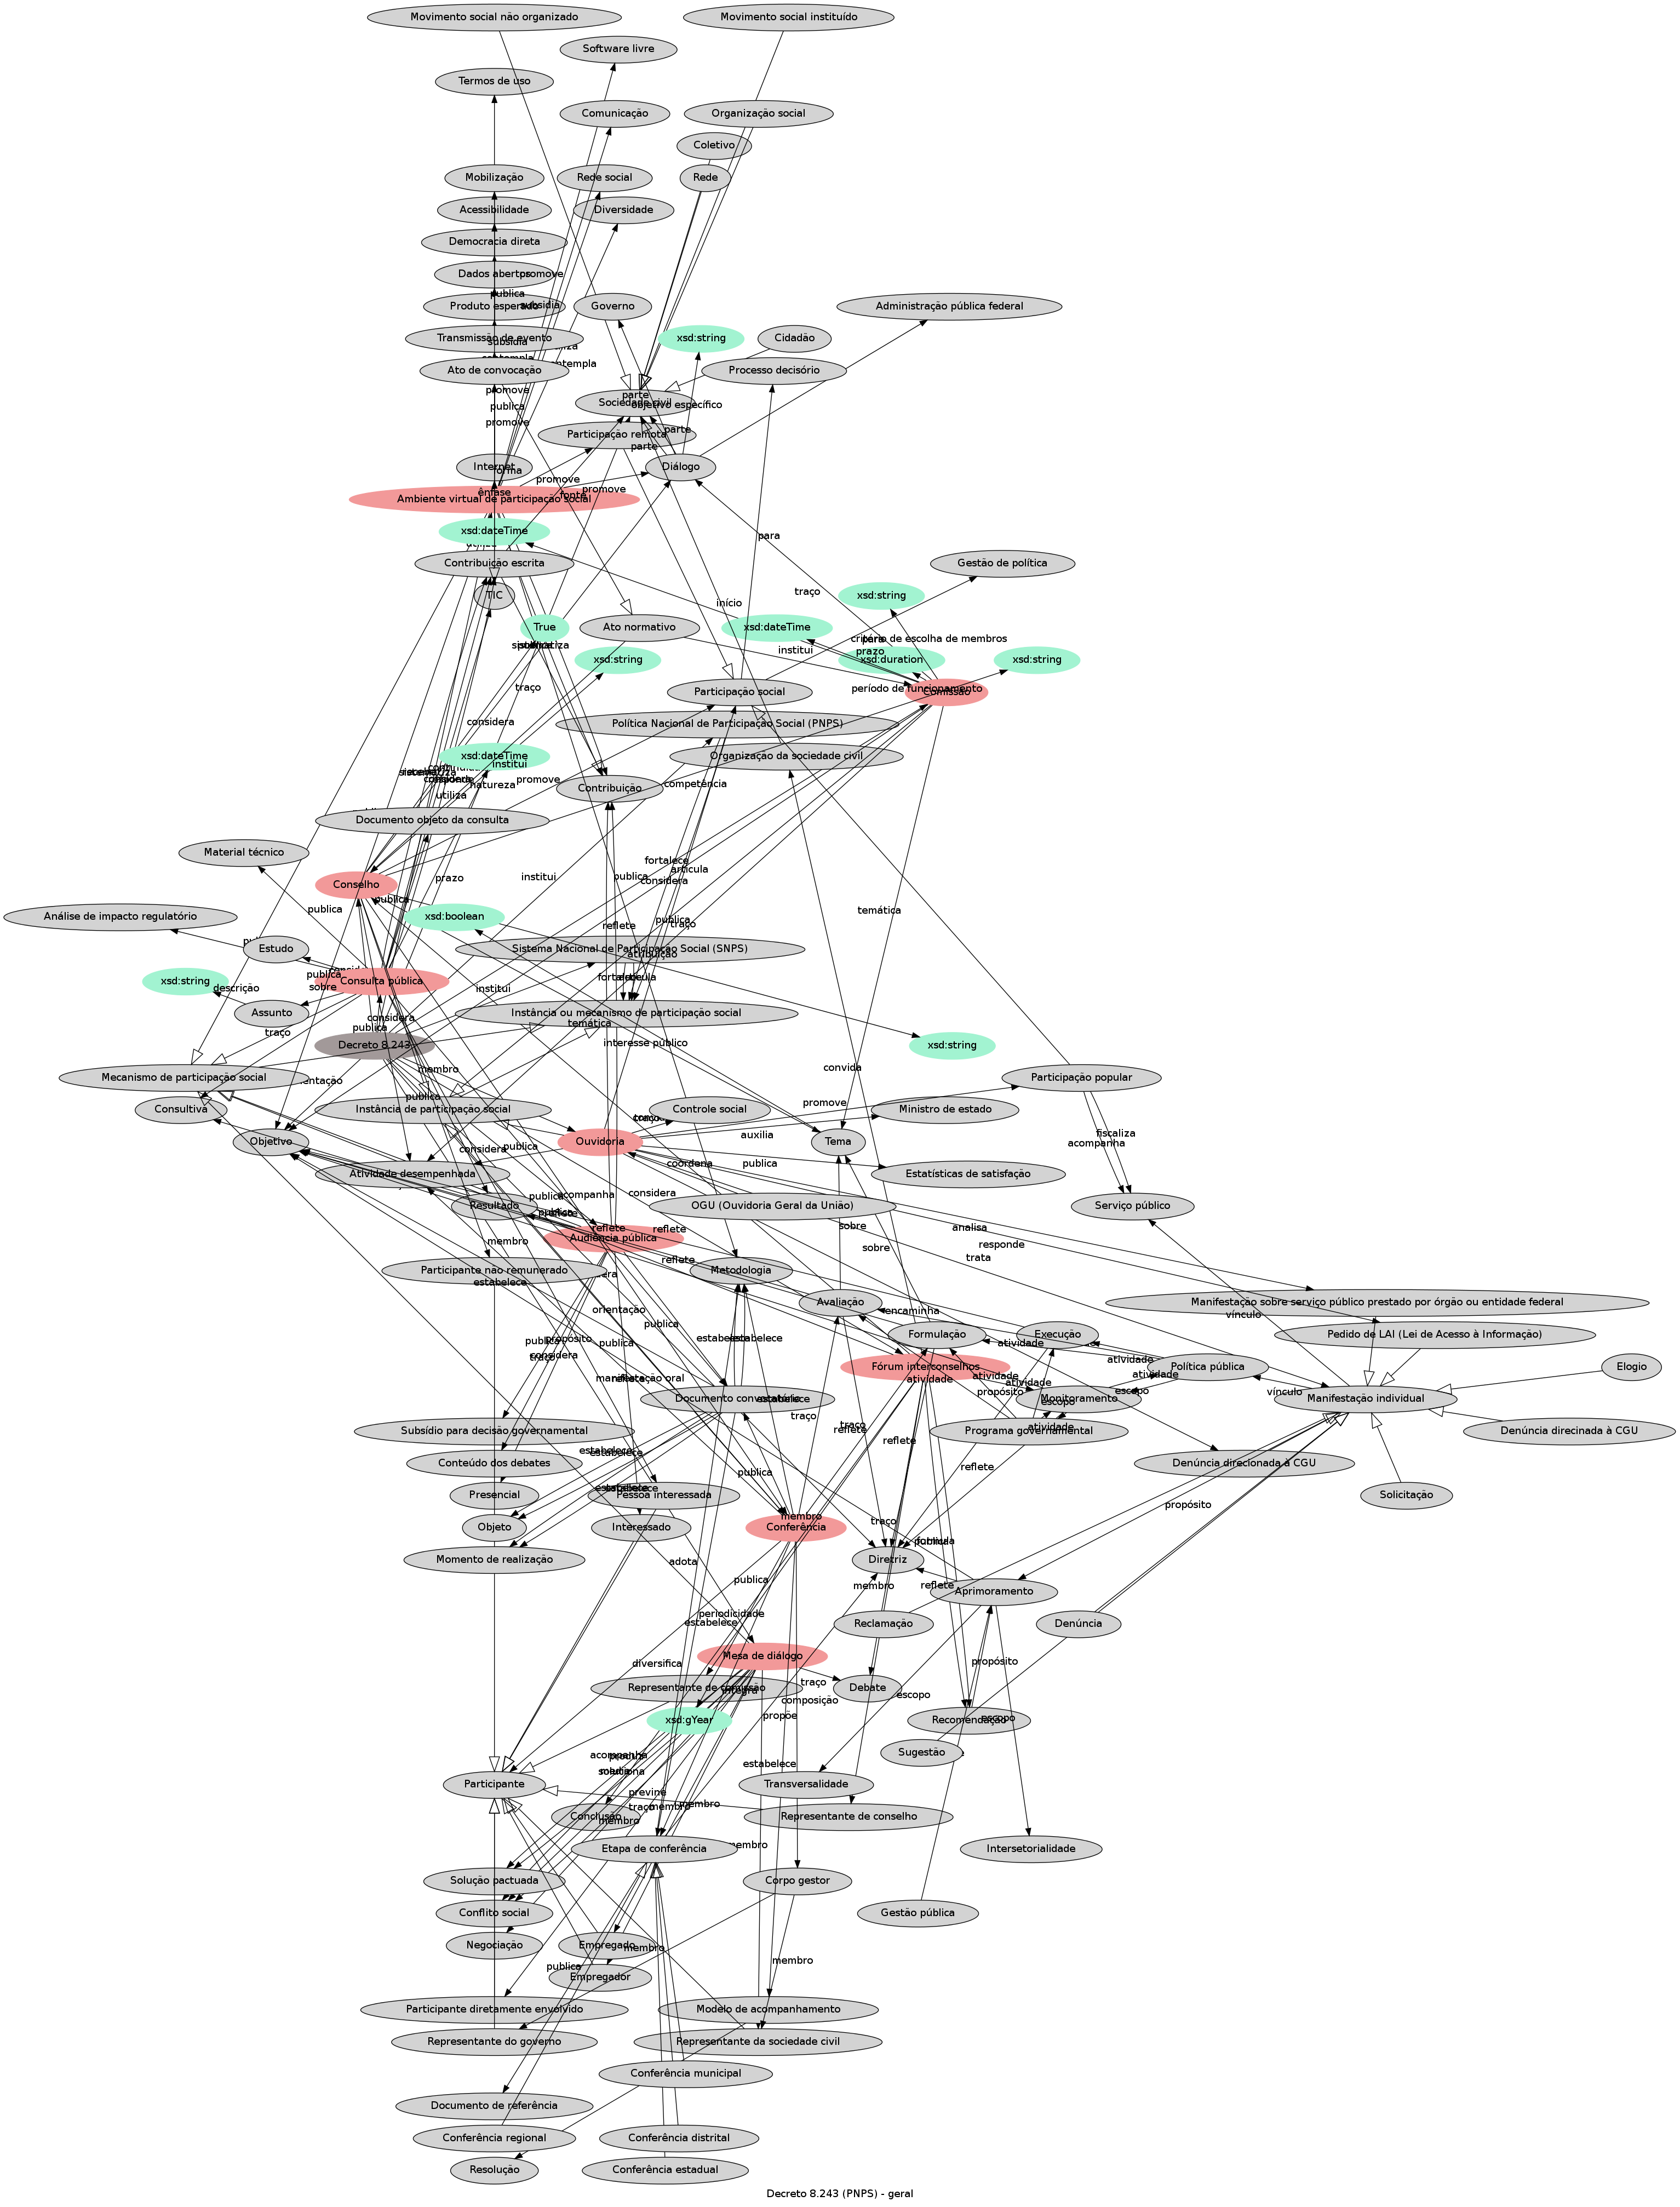 Movimento social não organizado
Movimento social instituído
Software livre
Termos de uso
Comunicação
Organização social
Coletivo
Mobilização
Rede social
Rede
Acessibilidade
Diversidade
Democracia direta
Dados abertos
promove
publica
Produto esperado
subsidia
Governo
Administração pública federal
Transmissão de evento
subsidia
xsd:string
Cidadão
contempla
Ato de convocação
Processo decisório
promove
parte
publica
Sociedade civil
objetivo específico
promove
parte
Participação remota
parte
Internet
Diálogo
promove
ênfase
fonte
promove
Ambiente virtual de participação social
xsd:dateTime
para
Contribuição escrita
Gestão de política
traço
TIC
xsd:string
início
True
Ato normativo
xsd:dateTime
critério de escolha de membros
institui
prazo
xsd:string
xsd:duration
xsd:string
traço
Participação social
período de funcionamento
Comissão
considera
Política Nacional de Participação Social (PNPS)
xsd:dateTime
Organização da sociedade civil
institui
promove
natureza
competência
Contribuição
utiliza
Documento objeto da consulta
Material técnico
fortalece
articula
prazo
institui
publica
considera
Conselho
publica
publica
temática
Análise de impacto regulatório
xsd:boolean
publica
reflete
traço
Estudo
Sistema Nacional de Participação Social (SNPS)
atribuição
publica
xsd:string
descrição
sobre
Consulta pública
institui
Assunto
considera
Instância ou mecanismo de participação social
temática
publica
traço
Decreto 8.243
interesse público
xsd:string
membro
convida
Mecanismo de participação social
Participação popular
publica
promove
Consultiva
Instância de participação social
Controle social
Ministro de estado
auxilia
fiscaliza
acompanha
Objetivo
Ouvidoria
Tema
considera
publica
coordena
publica
Atividade desempenhada
Estatísticas de satisfação
acompanha
considera
Resultado
OGU (Ouvidoria Geral da União)
Serviço público
reflete
reflete
sobre
analisa
membro
Audiência pública
responde
sobre
reflete
trata
Participante não remunerado
Metodologia
estabelece
Avaliação
Manifestação sobre serviço público prestado por órgão ou entidade federal
orientação
encaminha
vínculo
Formulação
Execução
Pedido de LAI (Lei de Acesso à Informação)
propósito
publica
atividade
publica
considera
Fórum interconselhos
atividade
Política pública
Elogio
atividade
atividade
atividade
atividade
manifestação oral
propósito
escopo
vínculo
Documento convocatório
estabelece
Monitoramento
escopo
Manifestação individual
traço
traço
Subsídio para decisão governamental
reflete
atividade
Programa governamental
Denúncia direcinada à CGU
reflete
estabelece
Conteúdo dos debates
publica
reflete
Denúncia direcionada à CGU
Presencial
Pessoa interessada
Solicitação
propósito
membro
Objeto
Interessado
Conferência
traço
Momento de realização
adota
Diretriz
publica
reflete
membro
Aprimoramento
periodicidade
estabelece
Reclamação
Denúncia
diversifica
Mesa de diálogo
propósito
traço
Representante de comissão
integra
Debate
escopo
composição
xsd:gYear
propõe
Recomendação
escopo
acompanha
Sugestão
estabelece
Participante
previne
Transversalidade
traço
membro
membro
Conclusão
membro
Representante de conselho
membro
Etapa de conferência
Intersetorialidade
Solução pactuada
Corpo gestor
Conflito social
Gestão pública
Negociação
Empregado
membro
membro
publica
Empregador
Participante diretamente envolvido
Modelo de acompanhamento
Representante do governo
Representante da sociedade civil
Conferência municipal
Documento de referência
Conferência regional
Conferência distrital
Resolução
Conferência estadual
Decreto 8.243 (PNPS) - geral